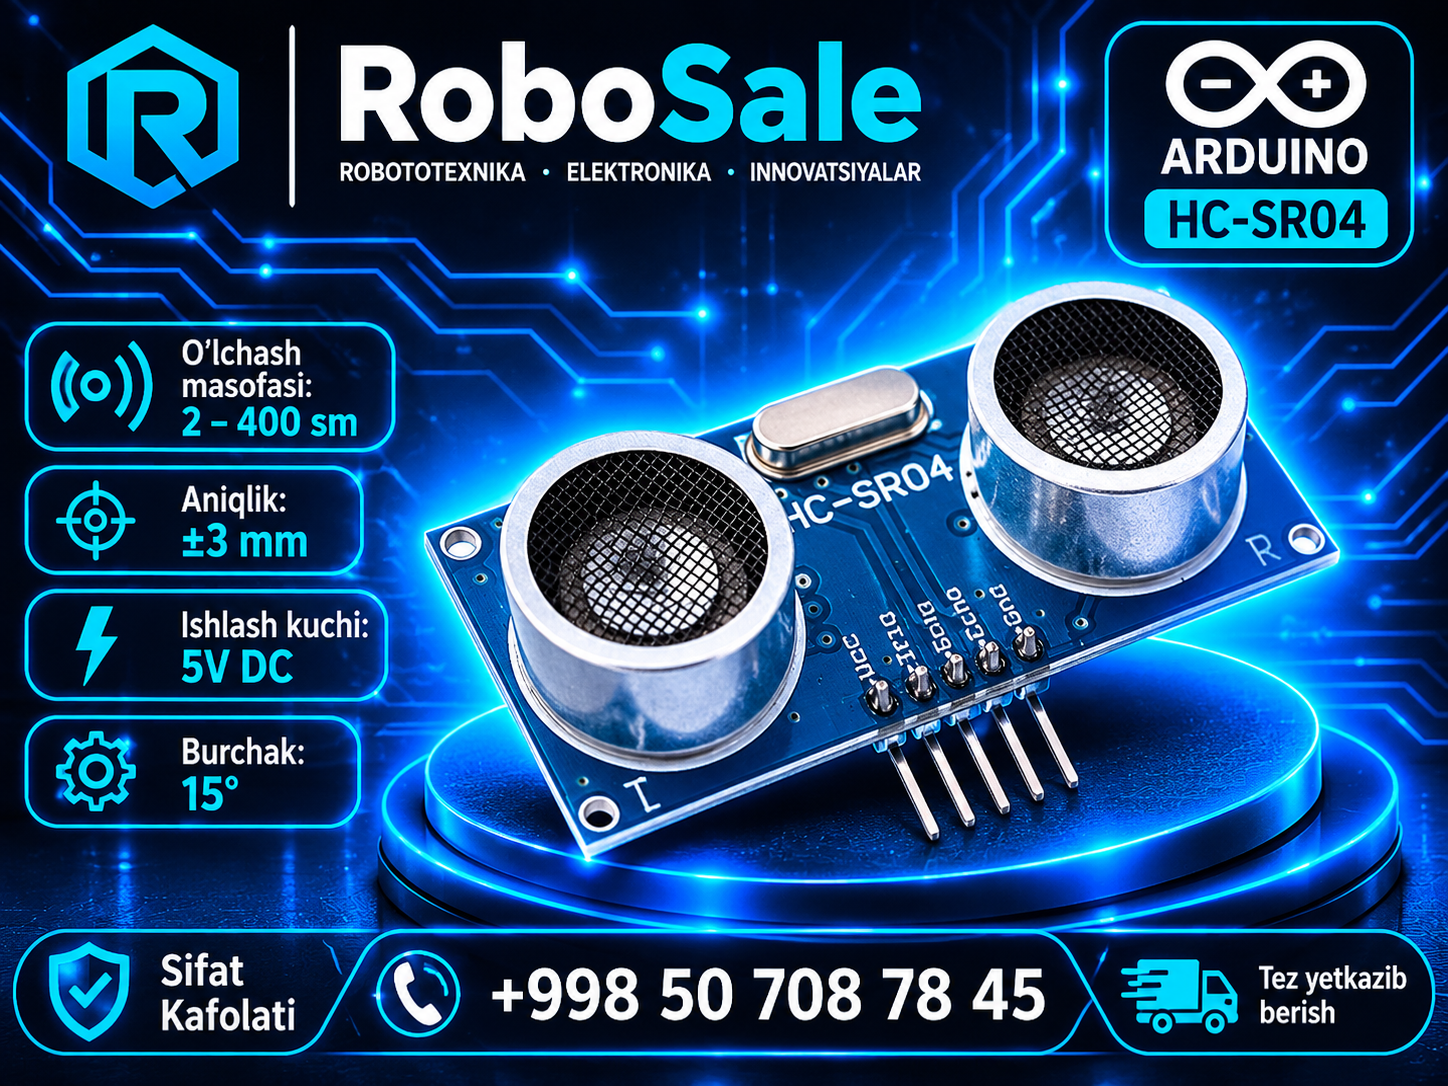 RoboSale
ROBOTOTEXNIKA • ELEKTRONIKA • INNOVATSIYALAR
ARDUINO
HC-SR04
O'lchash
masofasi:
2 – 400 sm
Aniqlik:
±3 mm
Ishlash kuchi:
5V DC
Burchak:
15°
HC-SR04
R
Gnd
T
Sifat
Kafolati
+998 50 708 78 45
Tez yetkazib
berish